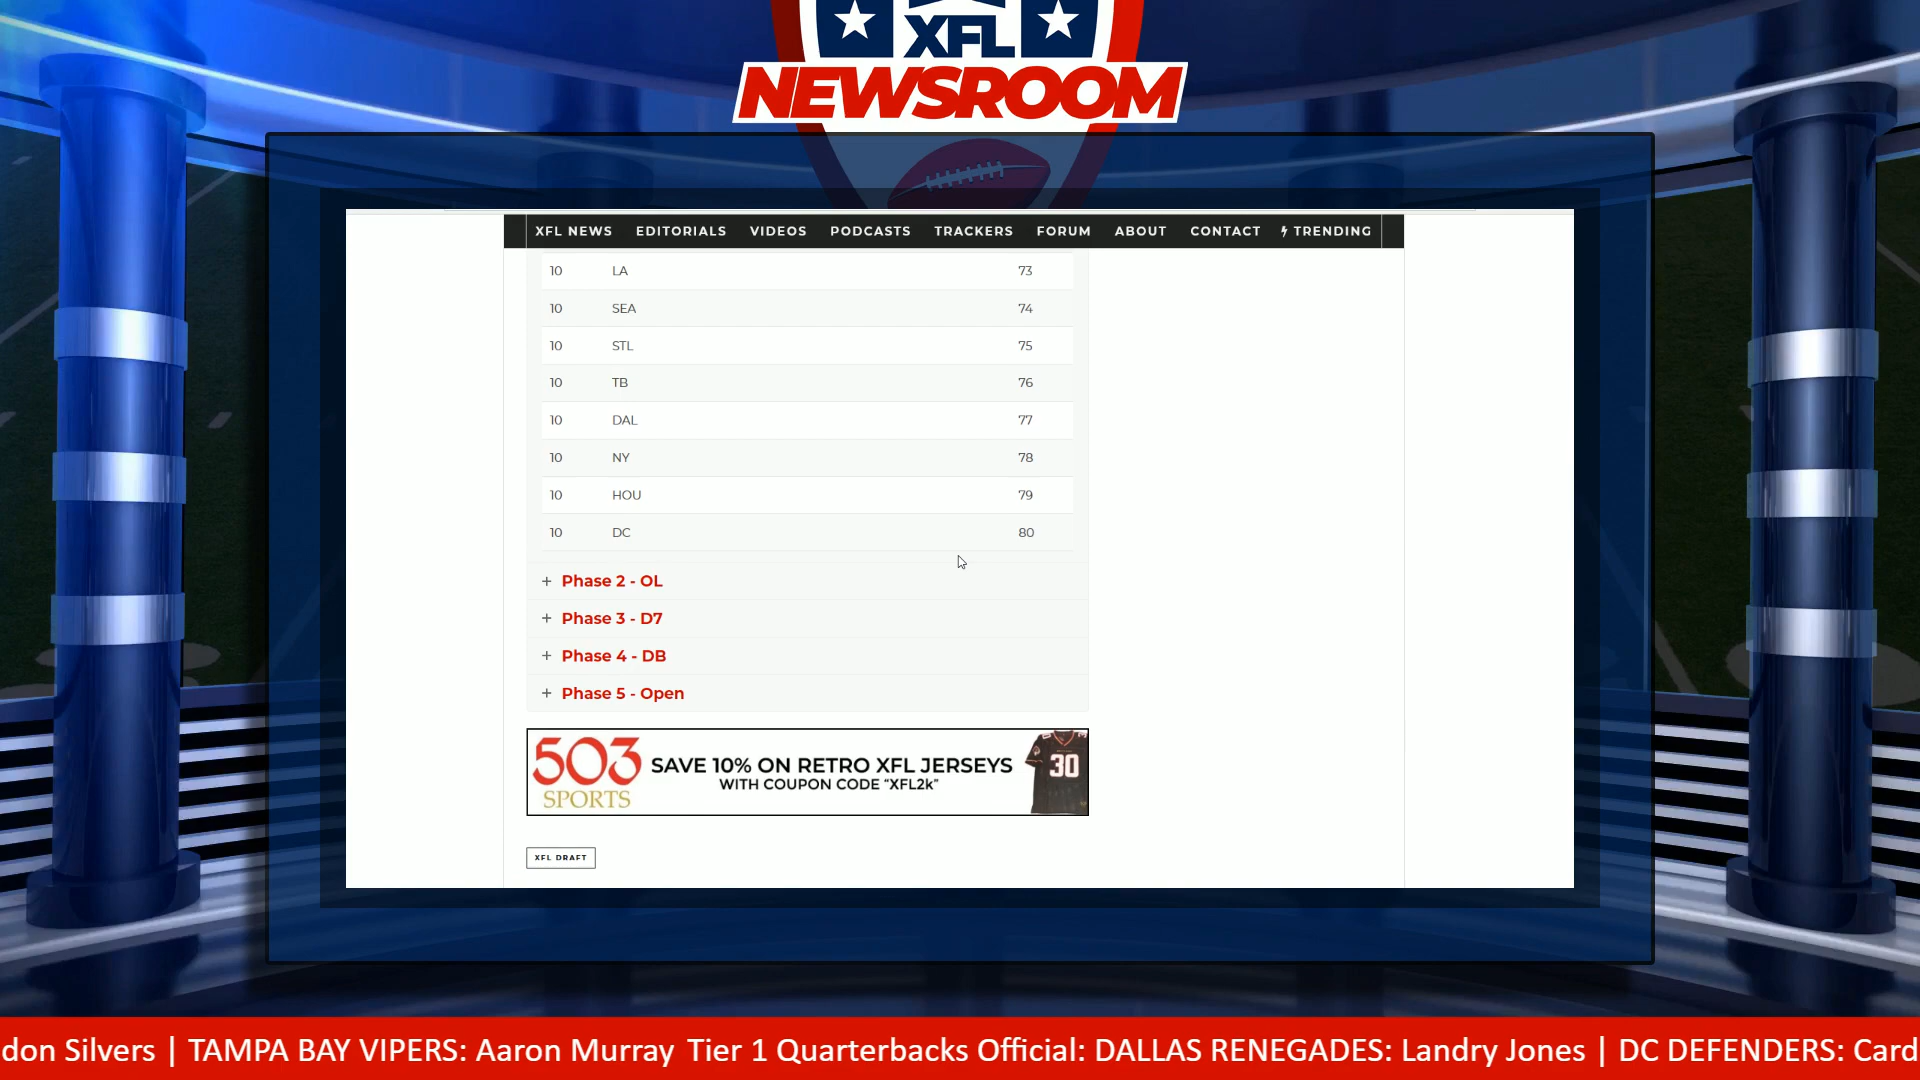 XFL
NEWSROOM
XFL NEWS EDITORIALS VIDEOS PODCASTS TRACKERS FORUM ABOUT CONTACT TRENDING
10 LA 73
10 SEA 74
10 STL 75
10 TB 76
10 DAL 77
10 NY 78
10 HOU 79
10 DC 80
+ Phase 2 - OL
+ Phase 3 - D7
+ Phase 4 - DB
+ Phase 5 - Open
503
SPORTS
SAVE 10% ON RETRO XFL JERSEYS
WITH COUPON CODE "XFL2k"
30
XFL DRAFT
don Silvers | TAMPA BAY VIPERS: Aaron Murray Tier 1 Quarterbacks Official: DALLAS RENEGADES: Landry Jones | DC DEFENDERS: Card